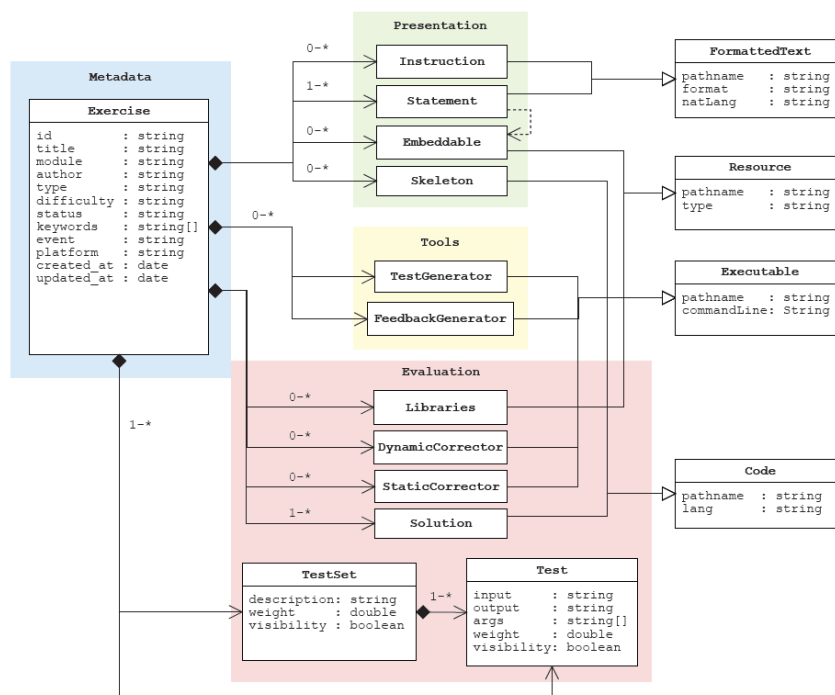 Presentation
0-*
Instruction
FormattedText
pathname : string
format : string
natLang : string
Metadata
Exercise
id : string
title : string
module : string
author : string
type : string
difficulty : string
status : string
keywords : string[]
event : string
platform : string
created_at : date
updated_at : date
1-*
Statement
0-*
Embeddable
0-*
Skeleton
Resource
pathname : string
type : string
0-*
Tools
TestGenerator
FeedbackGenerator
Executable
pathname : string
commandLine: String
Evaluation
0-*
Libraries
1-*
0-*
DynamicCorrector
0-*
StaticCorrector
1-*
Solution
Code
pathname : string
lang : string
TestSet
description: string
weight : double
visibility : boolean
1-*
Test
input : string
output : string
args : string[]
weight : double
visibility: boolean